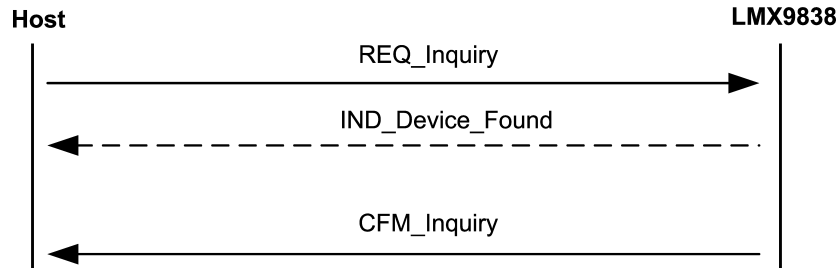 Host
LMX9838
REQ_Inquiry
IND_Device_Found
CFM_Inquiry